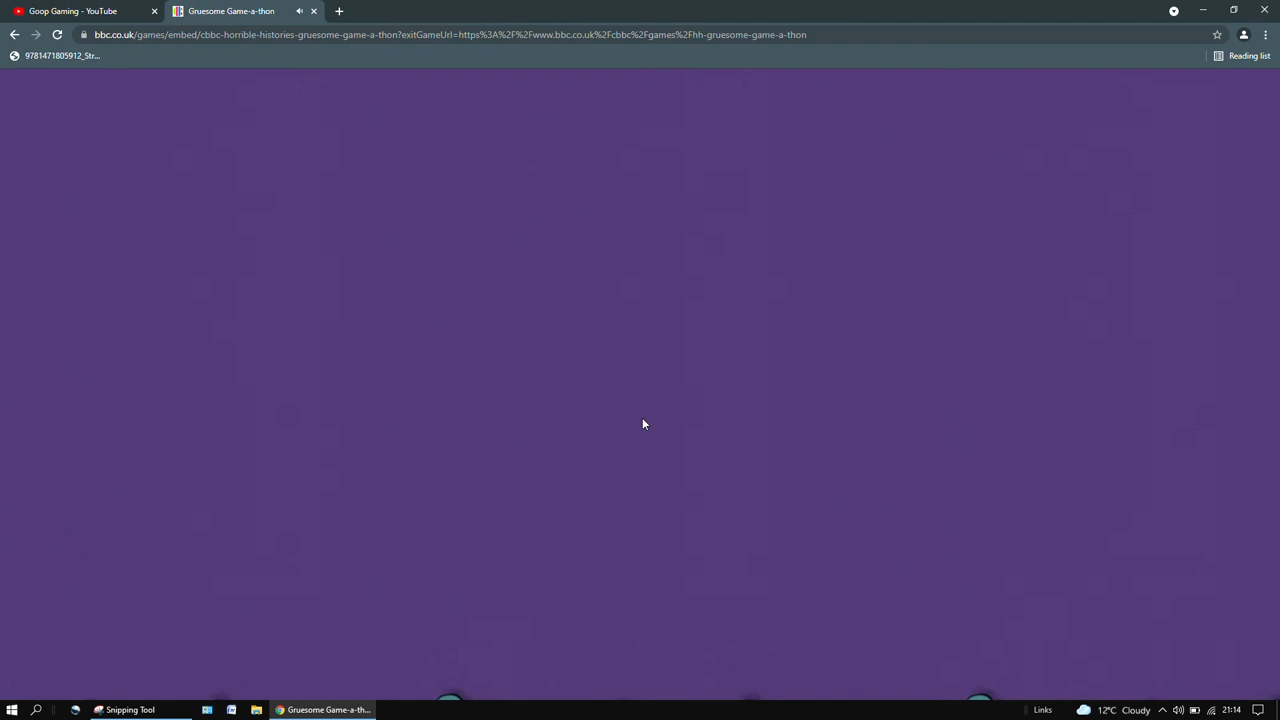 Goop Gaming - YouTube
Gruesome Game-a-thon
bbc.co.uk/games/embed/cbbc-horrible-histories-gruesome-game-a-thon?exitGameUrl=https%3A%2F%2Fwww.bbc.co.uk%2Fcbbc%2Fgames%2Fhh-gruesome-game-a-thon
9781471805912_Str...
Reading list
Snipping Tool
Gruesome Game-a-th...
Links
12°C Cloudy
21:14